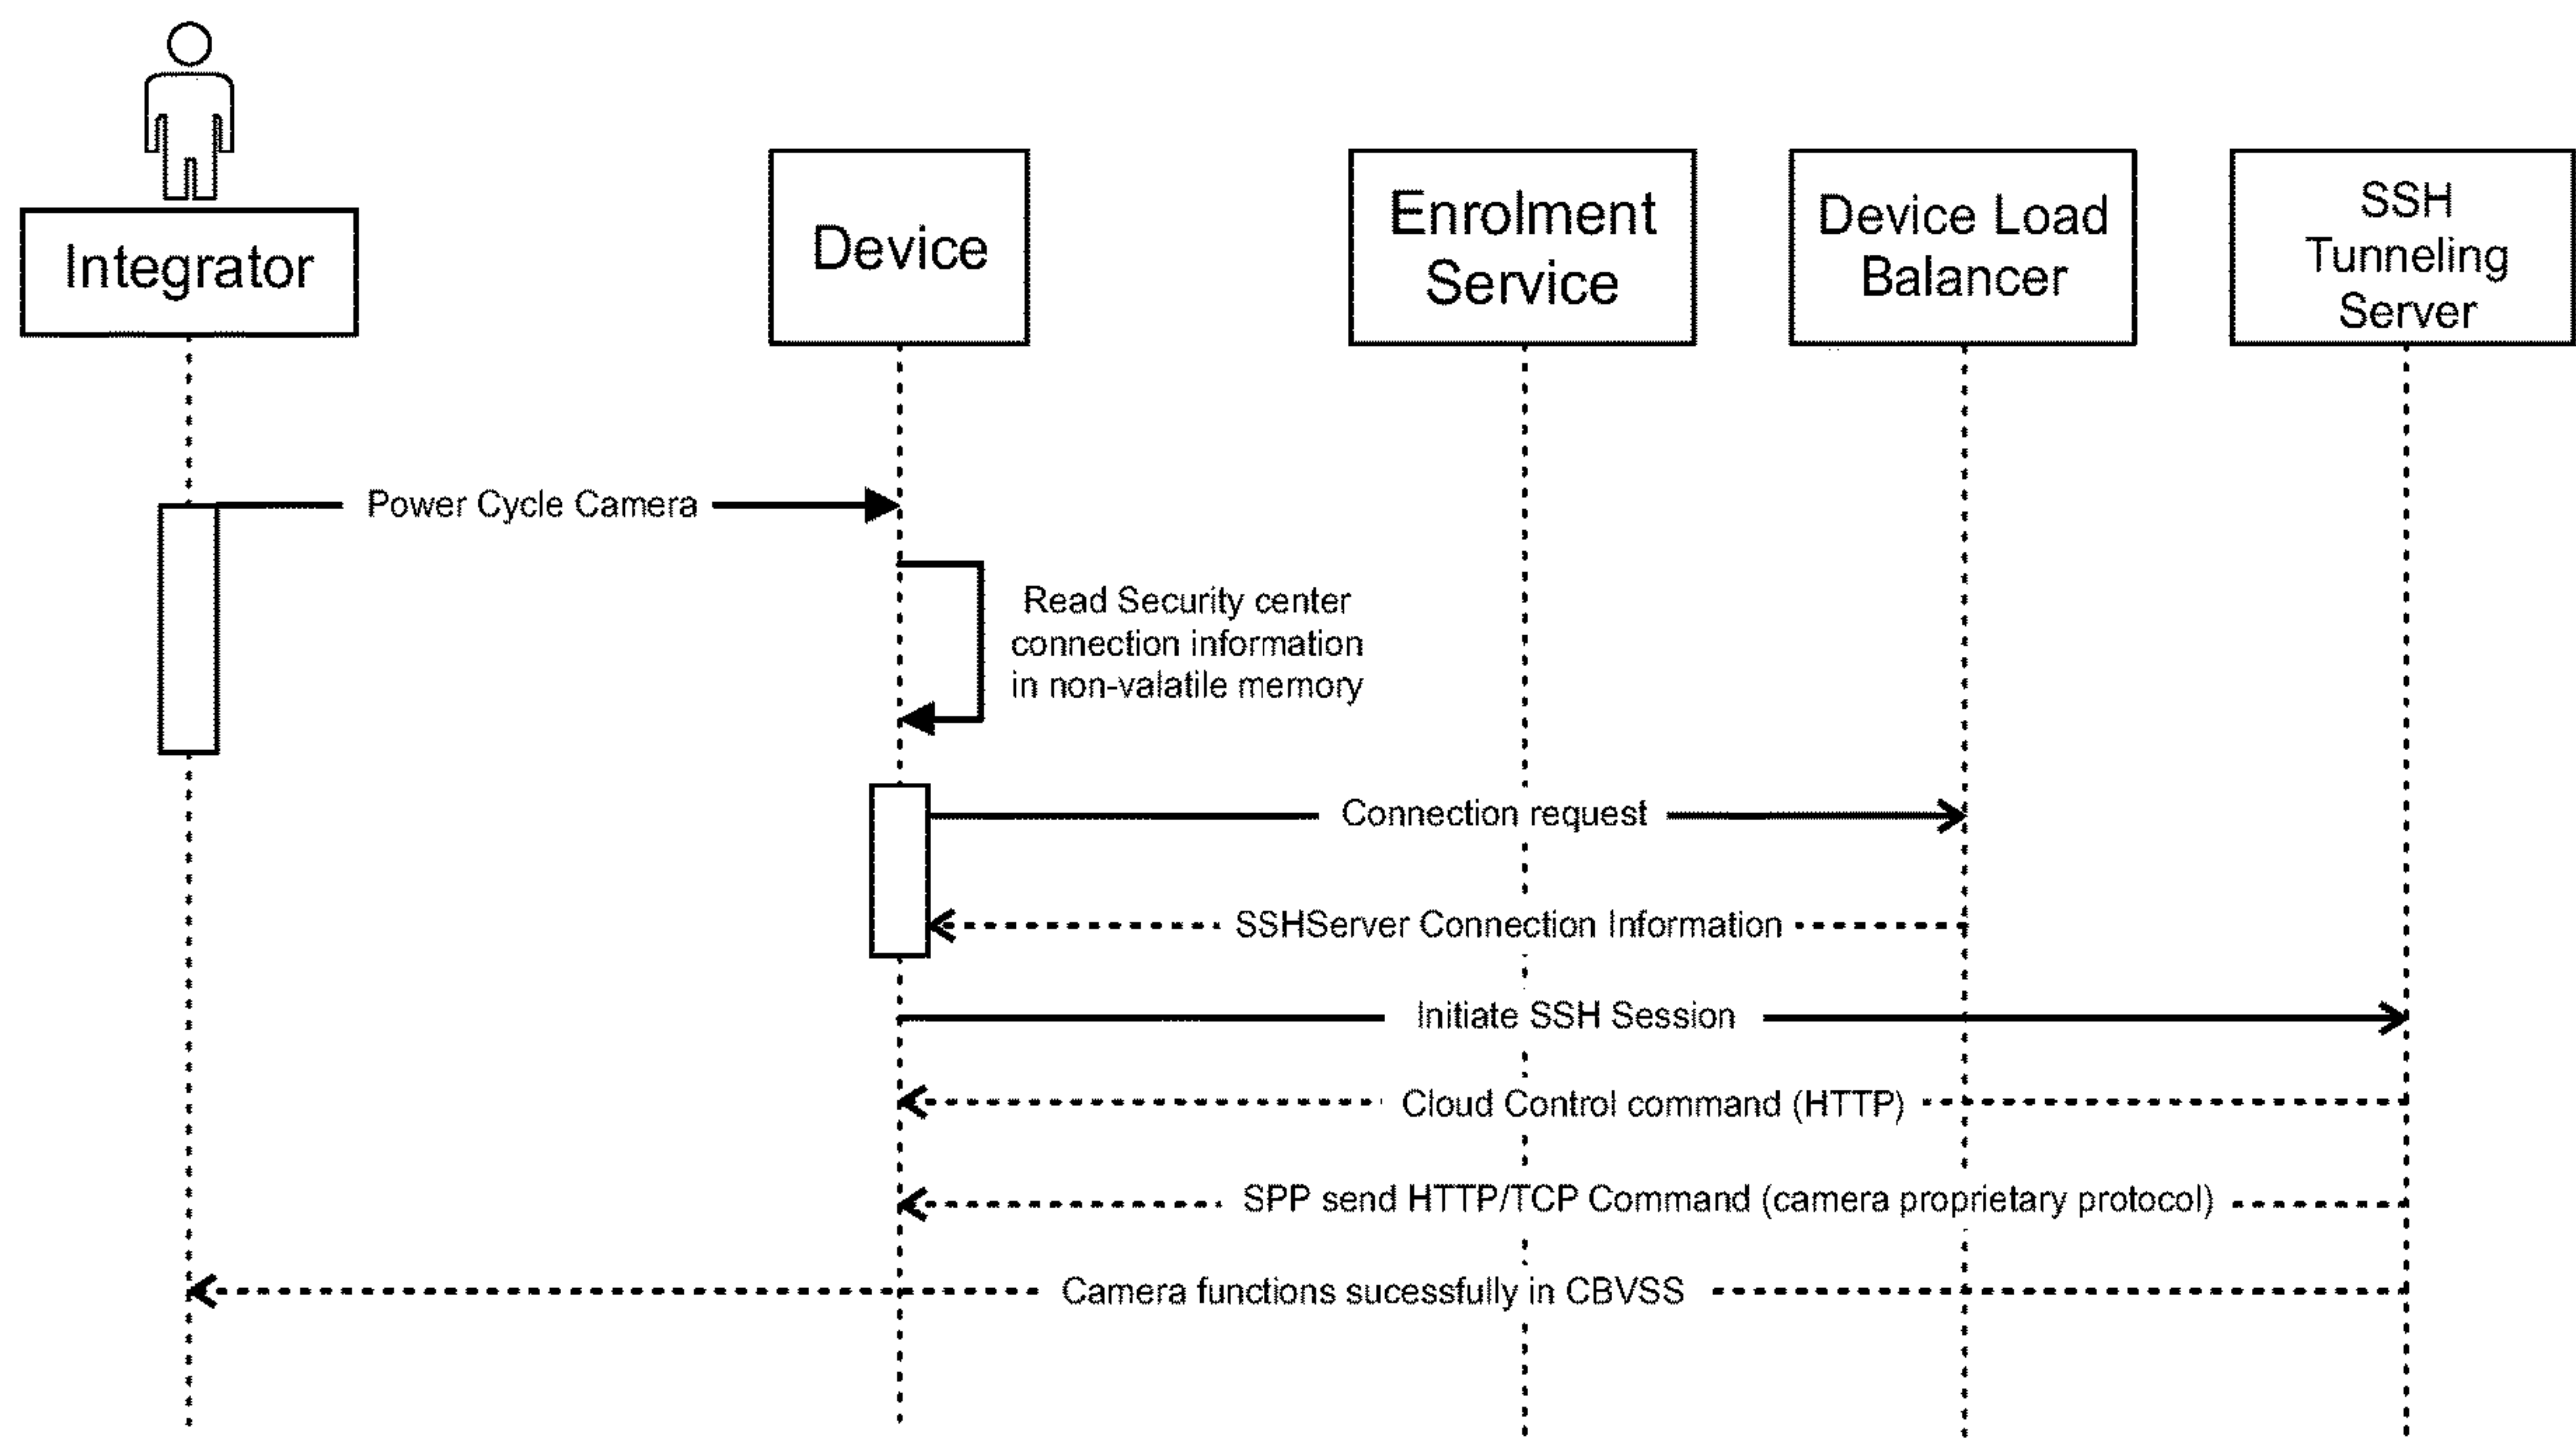 Integrator
Device
Enrolment
Service
Device Load
Balancer
SSH
Tunneling
Server
Power Cycle Camera
Read Security center
connection information
in non-valatile memory
Connection request
SSHServer Connection Information
Initiate SSH Session
Cloud Control command (HTTP)
SPP send HTTP/TCP Command (camera proprietary protocol)
Camera functions sucessfully in CBVSS